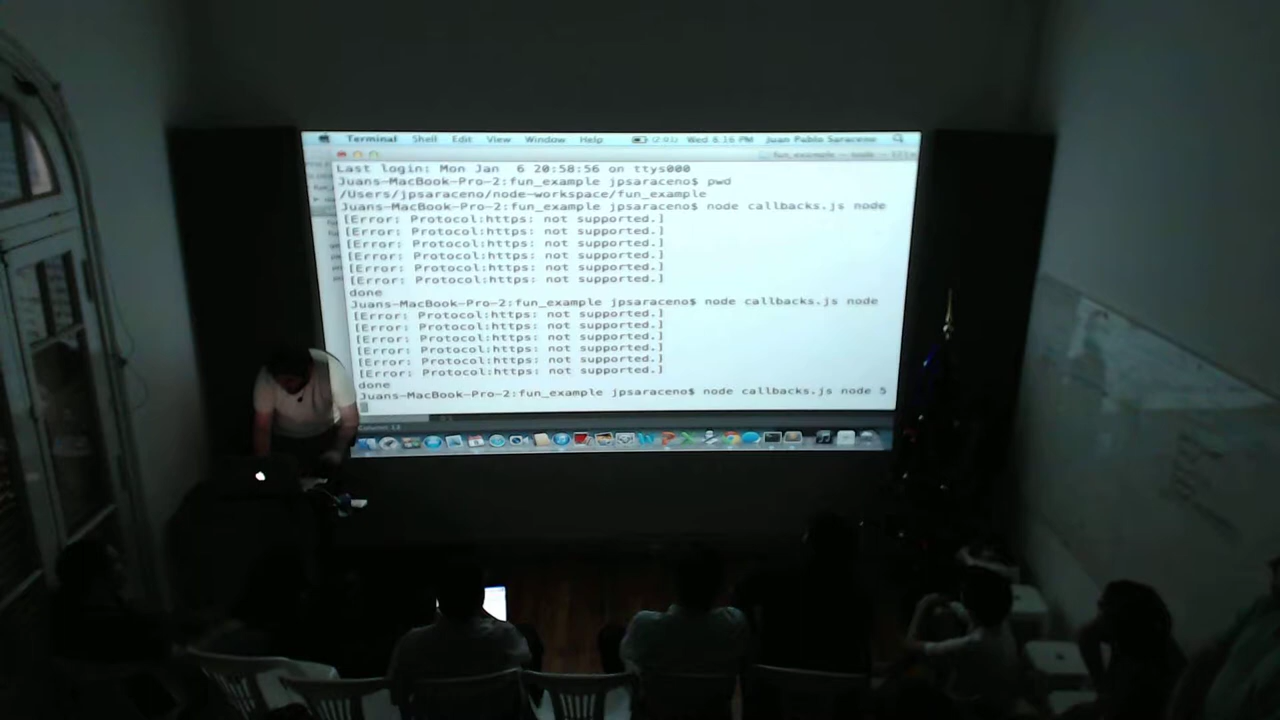 Terminal Shell Edit View Window Help (2:01) Wed 6:16 PM Juan Pablo Saraceno
Last login: Mon Jan 6 20:58:56 on ttys000
Juans-MacBook-Pro-2:fun_example jpsaraceno$ pwd
/Users/jpsaraceno/node-workspace/fun_example
Juans-MacBook-Pro-2:fun_example jpsaraceno$ node callbacks.js node
[Error: Protocol:https: not supported.]
[Error: Protocol:https: not supported.]
[Error: Protocol:https: not supported.]
[Error: Protocol:https: not supported.]
[Error: Protocol:https: not supported.]
[Error: Protocol:https: not supported.]
done
Juans-MacBook-Pro-2:fun_example jpsaraceno$ node callbacks.js node
[Error: Protocol:https: not supported.]
[Error: Protocol:https: not supported.]
[Error: Protocol:https: not supported.]
[Error: Protocol:https: not supported.]
[Error: Protocol:https: not supported.]
[Error: Protocol:https: not supported.]
done
Juans-MacBook-Pro-2:fun_example jpsaraceno$ node callbacks.js node 5